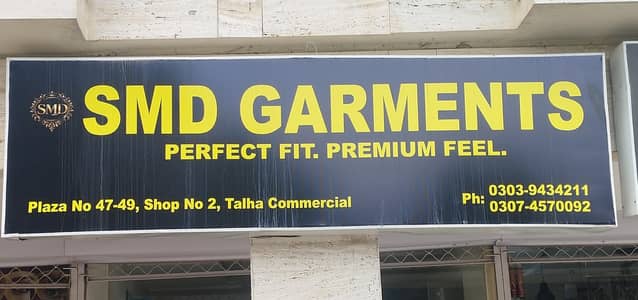 SMD
SMD GARMENTS
PERFECT FIT. PREMIUM FEEL.
Plaza No 47-49, Shop No 2, Talha Commercial
Ph: 0303-9434211
0307-4570092